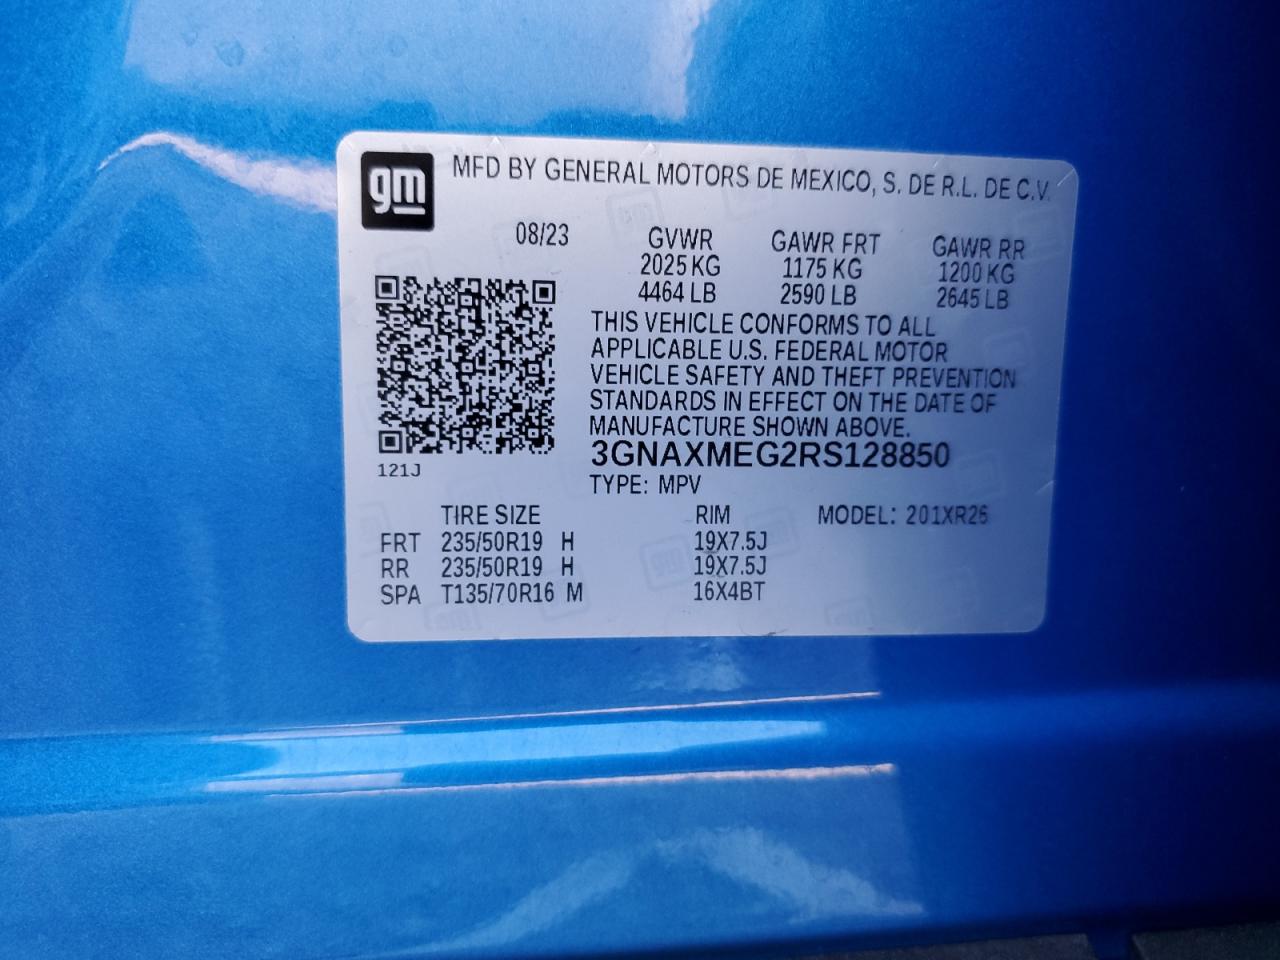 gm
MFD BY GENERAL MOTORS DE MEXICO, S. DE R.L. DE C.V.
08/23 GVWR GAWR FRT GAWR RR
2025 KG 1175 KG 1200 KG
4464 LB 2590 LB 2645 LB
THIS VEHICLE CONFORMS TO ALL
APPLICABLE U.S. FEDERAL MOTOR
VEHICLE SAFETY AND THEFT PREVENTION
STANDARDS IN EFFECT ON THE DATE OF
MANUFACTURE SHOWN ABOVE.
3GNAXMEG2RS128850
121J
TYPE: MPV
TIRE SIZE RIM MODEL: 201XR26
FRT 235/50R19 H 19X7.5J
RR 235/50R19 H 19X7.5J
SPA T135/70R16 M 16X4BT